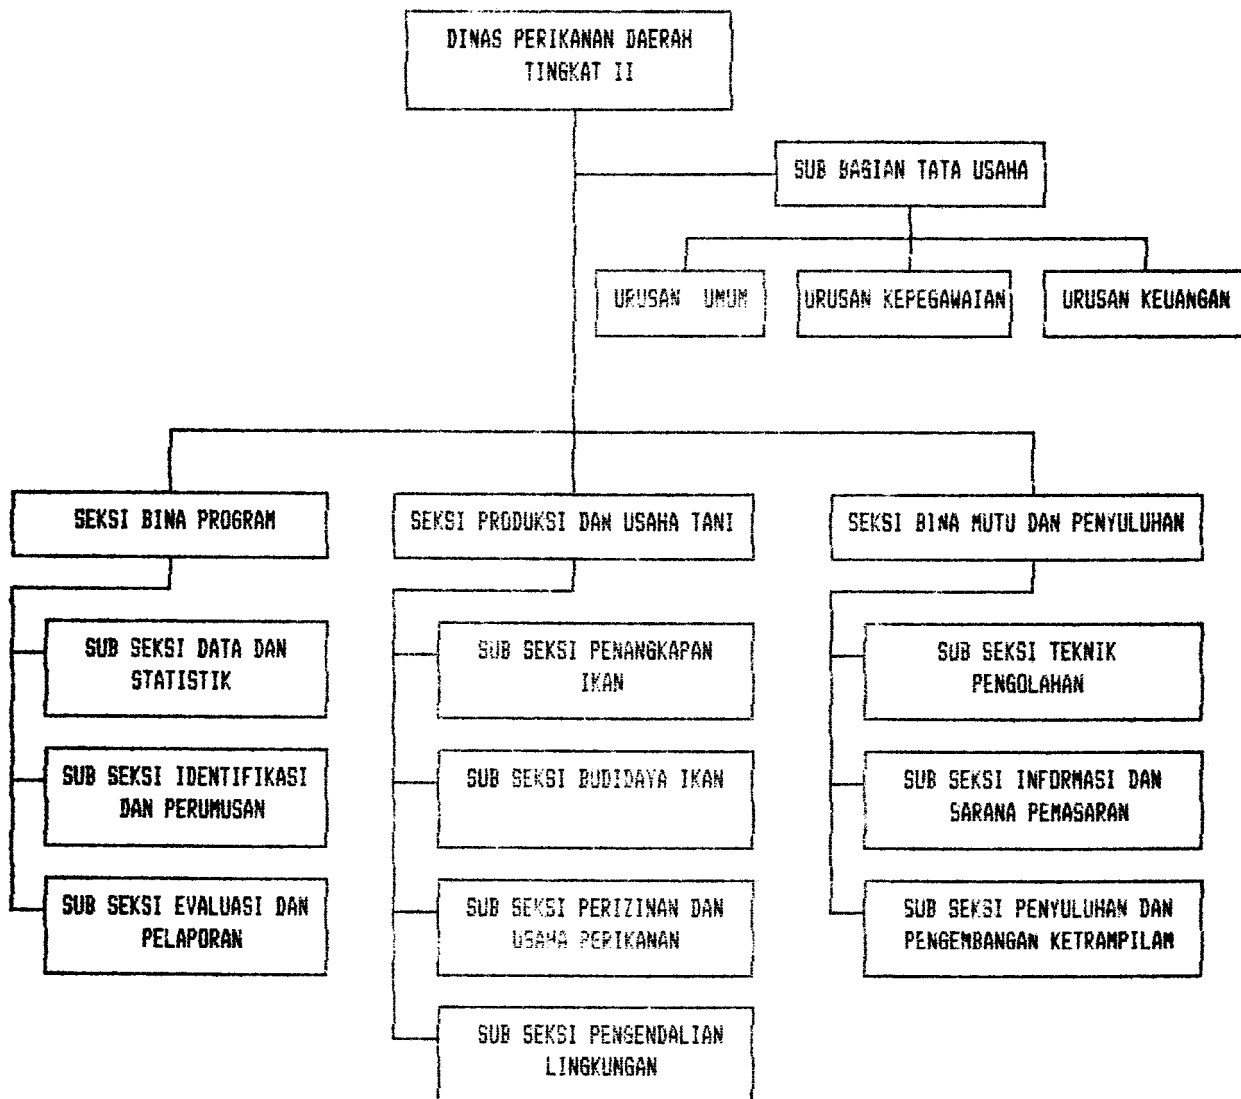 DINAS PERIKANAN DAERAH
TINGKAT II
SUB BAGIAN TATA USAHA
URUSAN UMUM
URUSAN KEPEGAWAIAN
URUSAN KEUANGAN
SEKSI BINA PROGRAM
SEKSI PRODUKSI DAN USAHA TANI
SEKSI BINA MUTU DAN PENYULUHAN
SUB SEKSI DATA DAN
STATISTIK
SUB SEKSI PENANGKAPAN
IKAN
SUB SEKSI TEKNIK
PENGOLAHAN
SUB SEKSI IDENTIFIKASI
DAN PERUMUSAN
SUB SEKSI BUDIDAYA IKAN
SUB SEKSI INFORMASI DAN
SARANA PEMASARAN
SUB SEKSI EVALUASI DAN
PELAPORAN
SUB SEKSI PERIZINAN DAN
USAHA PERIKANAN
SUB SEKSI PENYULUHAN DAN
PENGEMBANGAN KETRAMPILAM
SUB SEKSI PENGENDALIAN
LINGKUNGAN